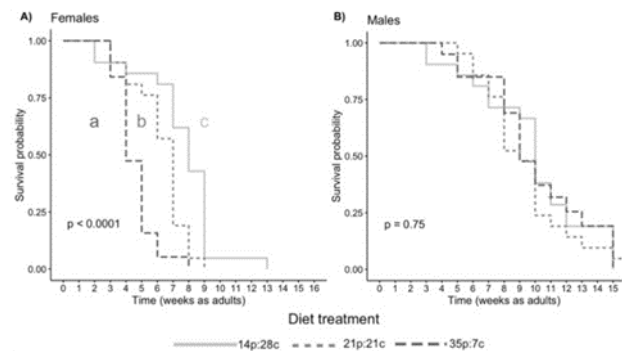 A) Females
1.00
0.75
0.50
0.25
0.00
Survival probability
a b c
p < 0.0001
0 1 2 3 4 5 6 7 8 9 10 11 12 13 14 15 16
Time (weeks as adults)
B) Males
1.00
0.75
0.50
0.25
0.00
Survival probability
p = 0.75
0 1 2 3 4 5 6 7 8 9 10 11 12 13 14 15
Time (weeks as adults)
Diet treatment
14p:28c 21p:21c 35p:7c